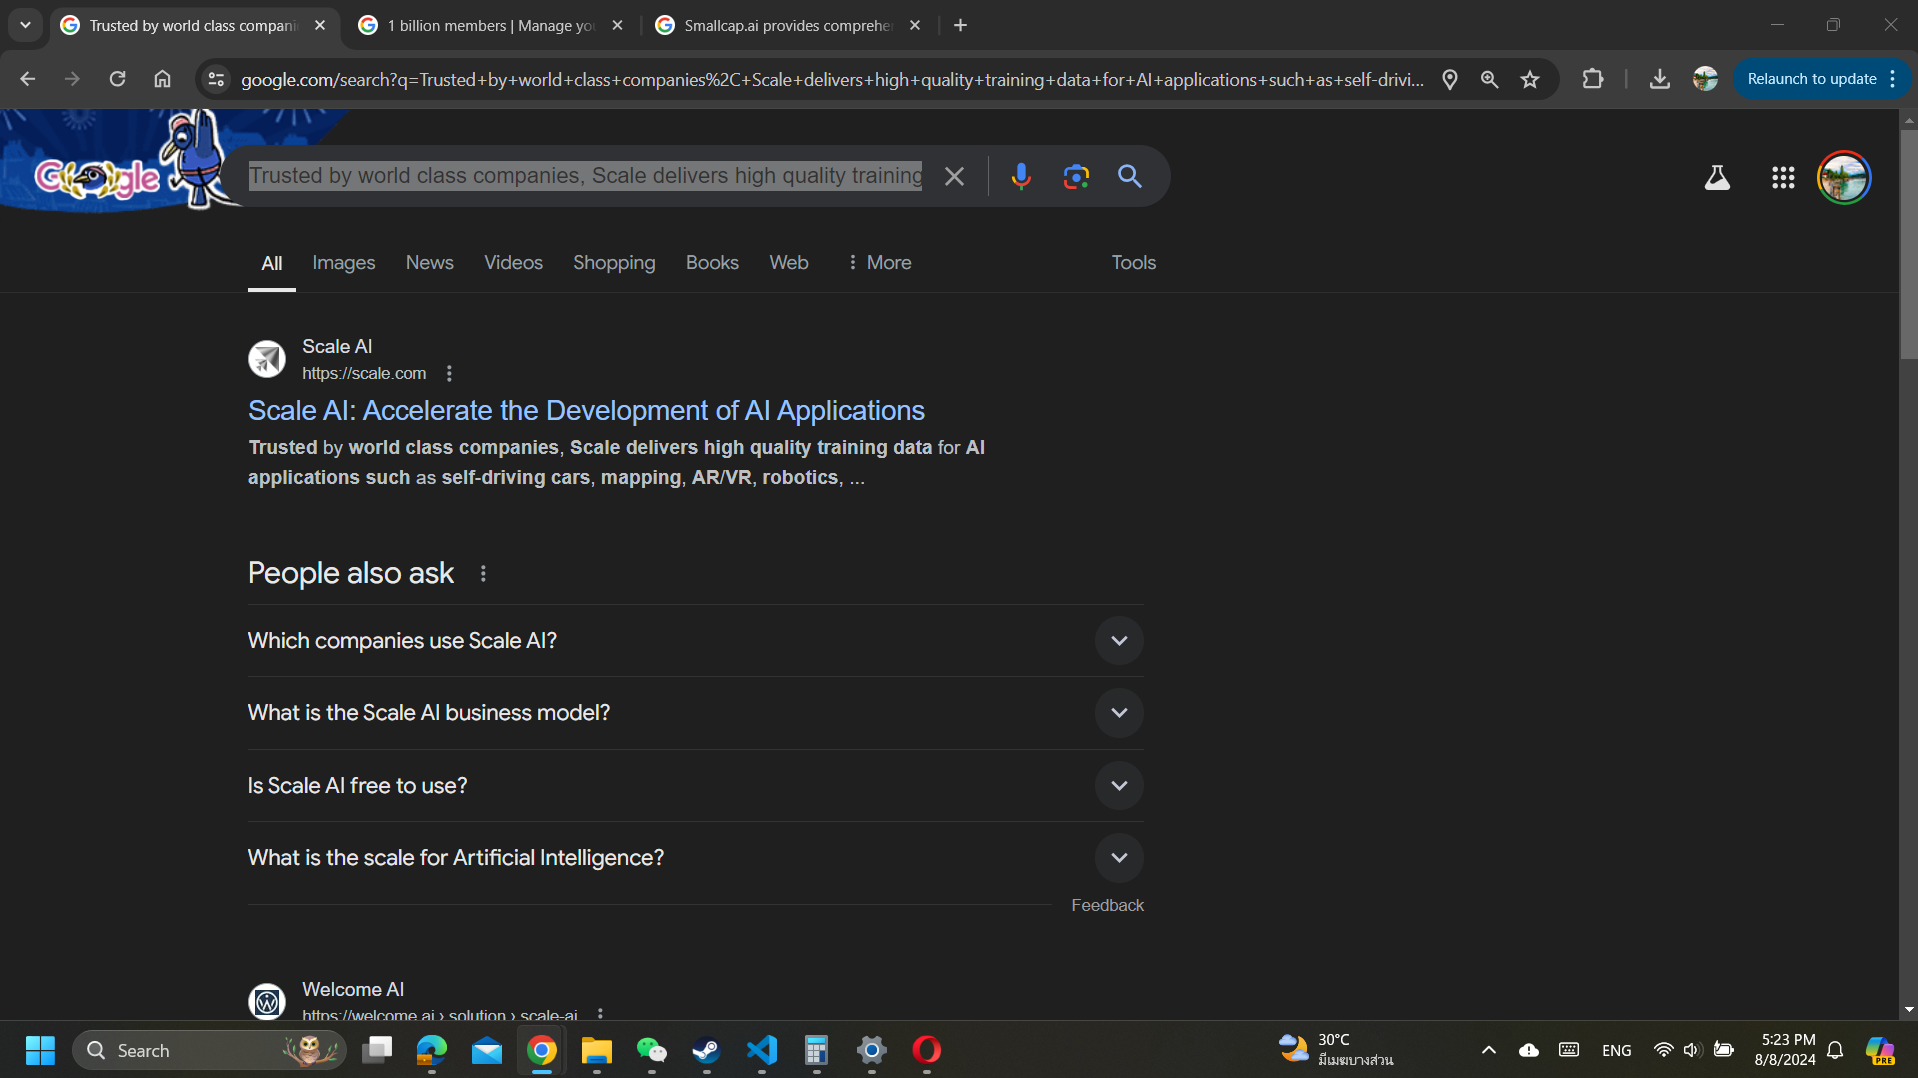 Trusted by world class compani
1 billion members | Manage yo
Smallcap.ai provides comprehe
google.com/search?q=Trusted+by+world+class+companies%2C+Scale+delivers+high+quality+training+data+for+AI+applications+such+as+self-drivi...
Relaunch to update
Google
Trusted by world class companies, Scale delivers high quality training
All
Images
News
Videos
Shopping
Books
Web
More
Tools
Scale AI
https://scale.com
Scale AI: Accelerate the Development of AI Applications
Trusted by world class companies, Scale delivers high quality training data for AI
applications such as self-driving cars, mapping, AR/VR, robotics, ...
People also ask
Which companies use Scale AI?
What is the Scale AI business model?
Is Scale AI free to use?
What is the scale for Artificial Intelligence?
Feedback
Welcome AI
https://welcome.ai › solution › scale-ai
Search
30°C
มีเมฆบางส่วน
ENG
5:23 PM
8/8/2024
PRE